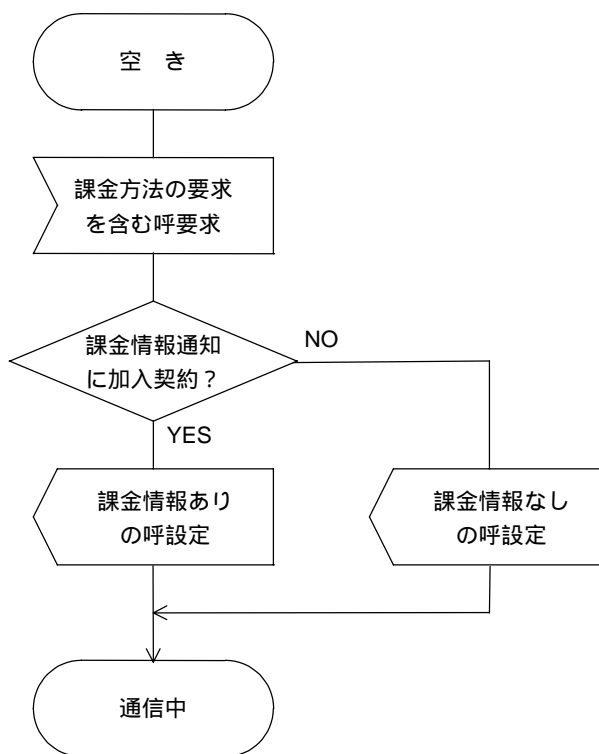 空　き
課金方法の要求
を含む呼要求
課金情報通知
に加入契約？
NO
YES
課金情報あり
の呼設定
課金情報なし
の呼設定
通信中